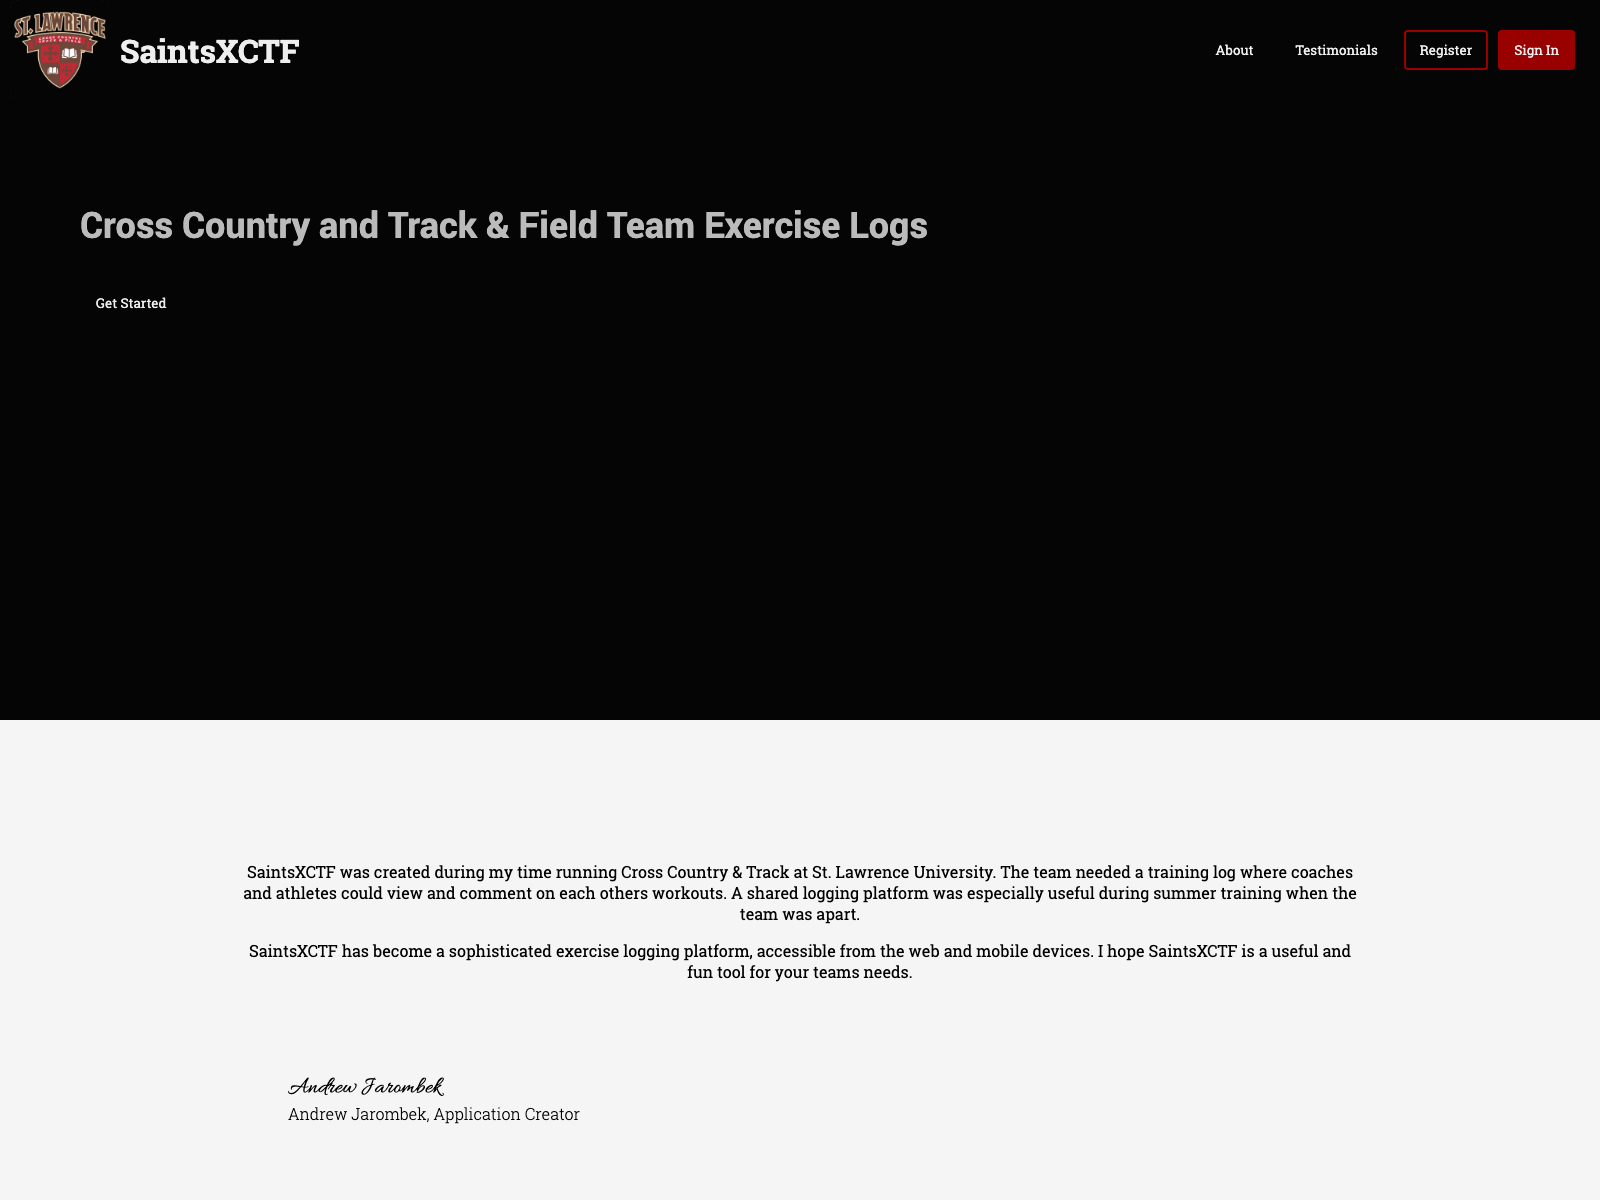 ST. LAWRENCE
SaintsXCTF
About
Testimonials
Register
Sign In
Cross Country and Track & Field Team Exercise Logs
Get Started
SaintsXCTF was created during my time running Cross Country & Track at St. Lawrence University. The team needed a training log where coaches
and athletes could view and comment on each others workouts. A shared logging platform was especially useful during summer training when the
team was apart.
SaintsXCTF has become a sophisticated exercise logging platform, accessible from the web and mobile devices. I hope SaintsXCTF is a useful and
fun tool for your teams needs.
Andrew Jarombek
Andrew Jarombek, Application Creator